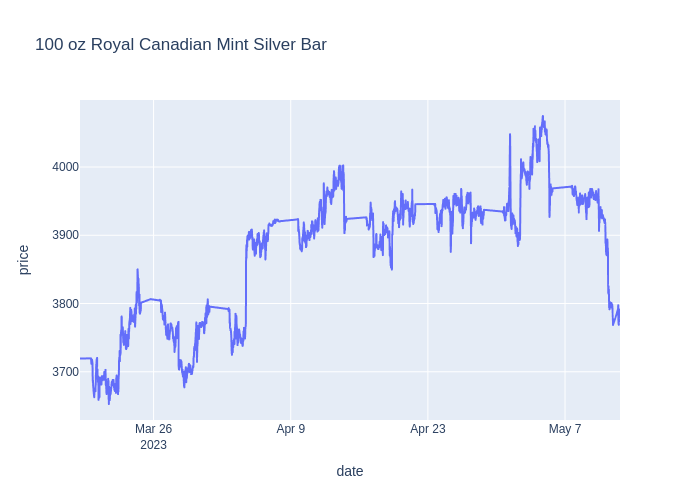 100 oz Royal Canadian Mint Silver Bar
price
4000
3900
3800
3700
Mar 26
2023
Apr 9
Apr 23
May 7
date